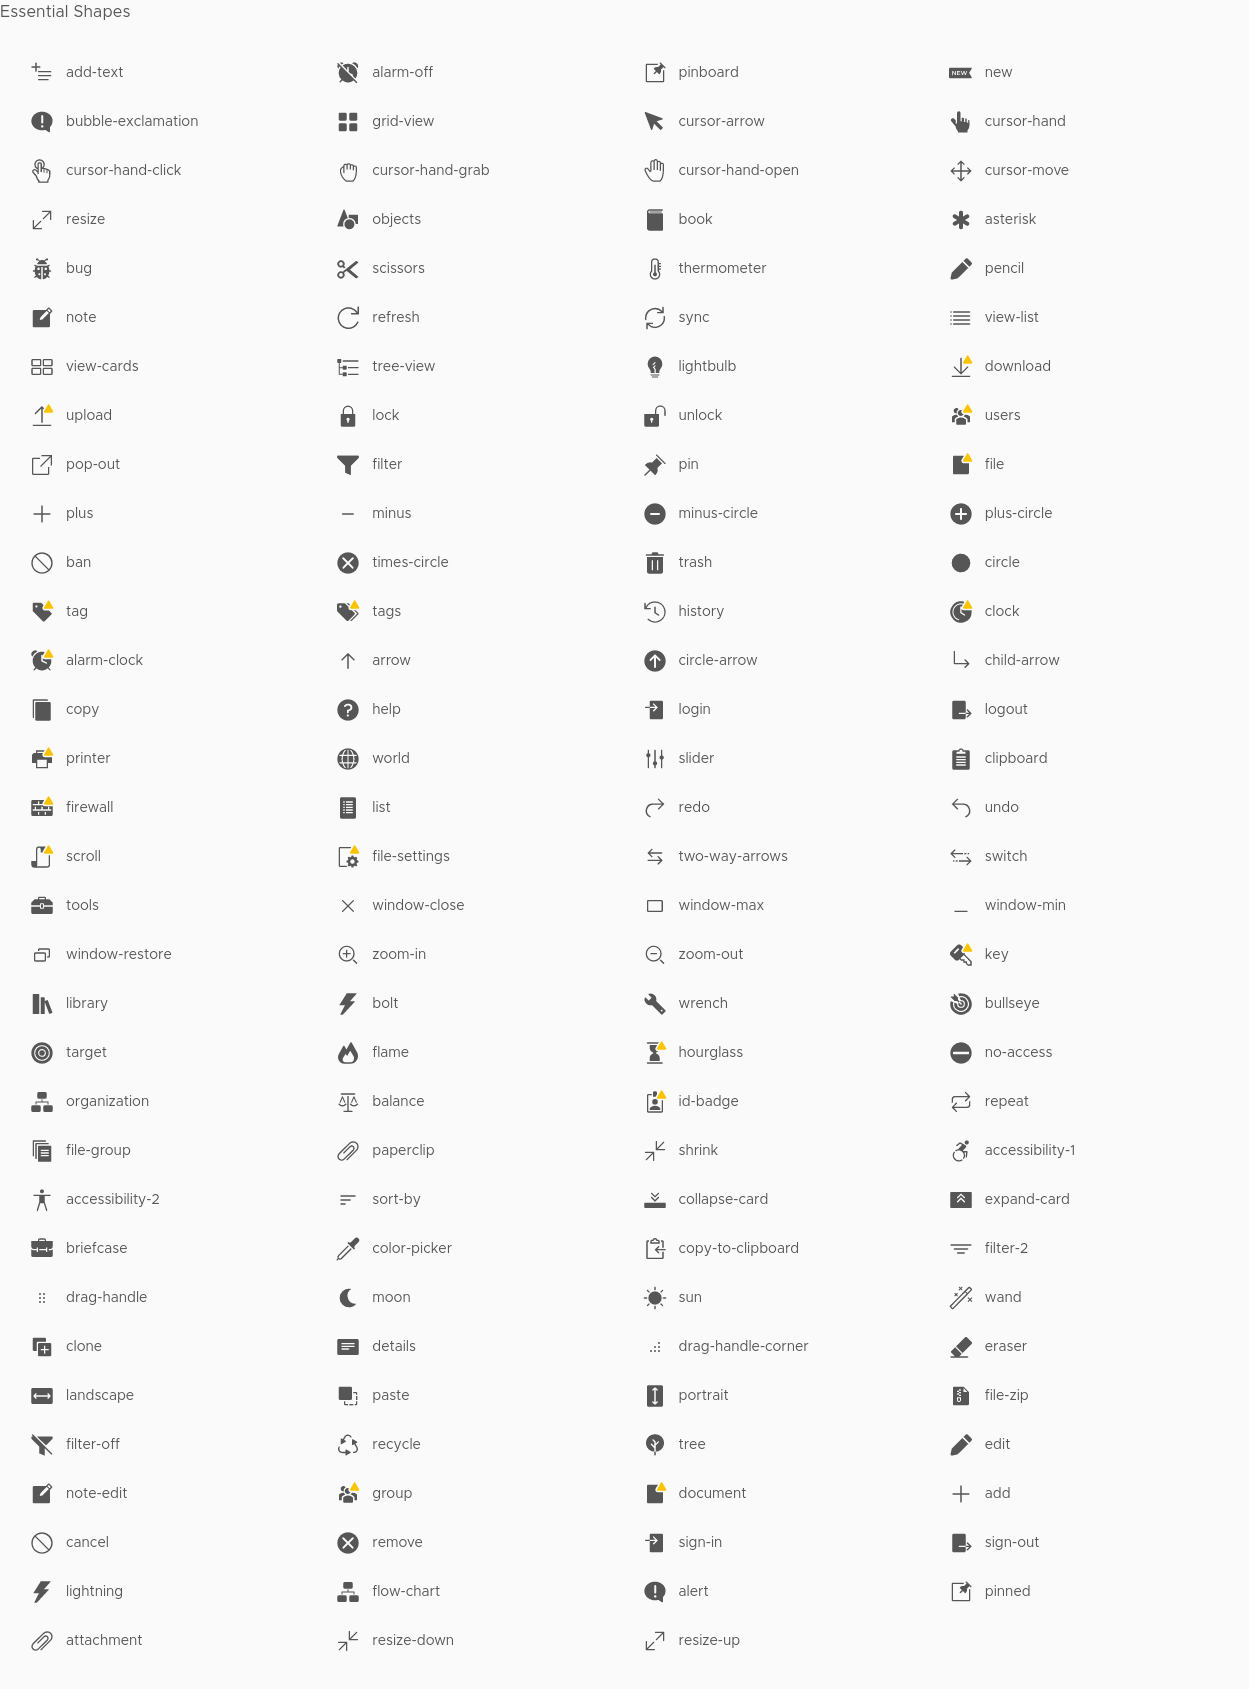 Essential Shapes
add-text alarm-off pinboard new
bubble-exclamation grid-view cursor-arrow cursor-hand
cursor-hand-click cursor-hand-grab cursor-hand-open cursor-move
resize objects book asterisk
bug scissors thermometer pencil
note refresh sync view-list
view-cards tree-view lightbulb download
upload lock unlock users
pop-out filter pin file
plus minus minus-circle plus-circle
ban times-circle trash circle
tag tags history clock
alarm-clock arrow circle-arrow child-arrow
copy help login logout
printer world slider clipboard
firewall list redo undo
scroll file-settings two-way-arrows switch
tools window-close window-max window-min
window-restore zoom-in zoom-out key
library bolt wrench bullseye
target flame hourglass no-access
organization balance id-badge repeat
file-group paperclip shrink accessibility-1
accessibility-2 sort-by collapse-card expand-card
briefcase color-picker copy-to-clipboard filter-2
drag-handle moon sun wand
clone details drag-handle-corner eraser
landscape paste portrait file-zip
filter-off recycle tree edit
note-edit group document add
cancel remove sign-in sign-out
lightning flow-chart alert pinned
attachment resize-down resize-up